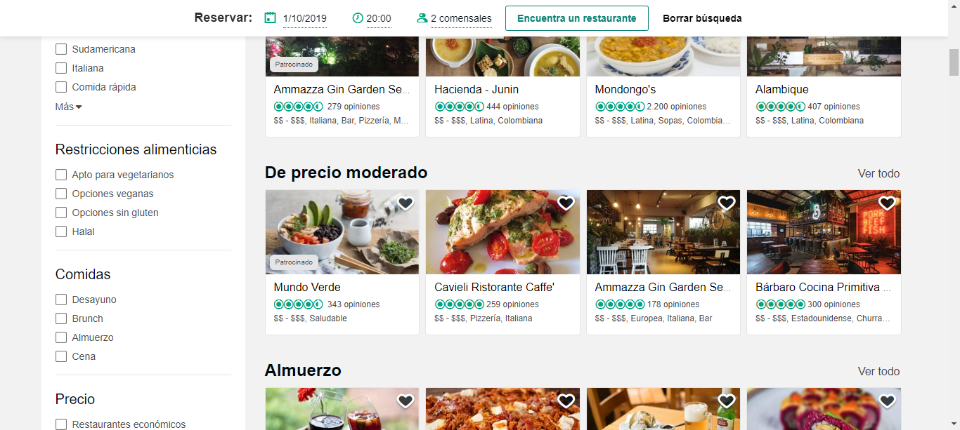 Reservar: 1/10/2019 20:00 2 comensales Encuentra un restaurante Borrar búsqueda
Sudamericana
Italiana
Comida rápida
Más
Restricciones alimenticias
Apto para vegetarianos
Opciones veganas
Opciones sin gluten
Halal
Comidas
Desayuno
Brunch
Almuerzo
Cena
Precio
Restaurantes económicos
Patrocinado
Ammazza Gin Garden Se...
279 opiniones
$$ - $$$, Italiana, Bar, Pizzería, M...
Hacienda - Junin
444 opiniones
$$ - $$$, Latina, Colombiana
Mondongo's
2.200 opiniones
$$ - $$$, Latina, Sopas, Colombia...
Alambique
407 opiniones
$$ - $$$, Latina, Colombiana
De precio moderado
Ver todo
Patrocinado
Mundo Verde
343 opiniones
$$ - $$$, Saludable
Cavieli Ristorante Caffe'
259 opiniones
$$ - $$$, Pizzería, Italiana
Ammazza Gin Garden Se...
178 opiniones
$$ - $$$, Europea, Italiana, Bar
5
PORK
BEEF
FISH
Bárbaro Cocina Primitiva ...
300 opiniones
$$ - $$$, Estadounidense, Churra...
Almuerzo
Ver todo